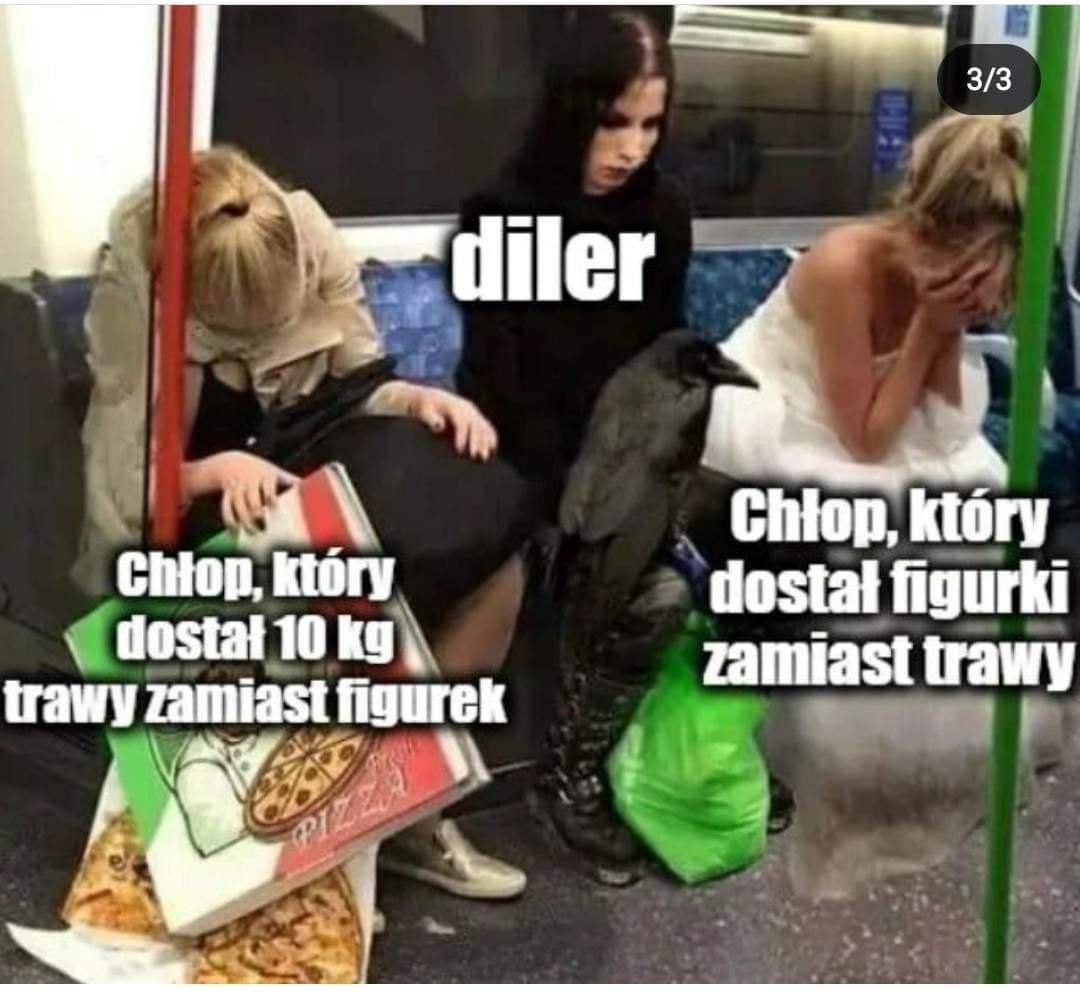 3/3
diler
Chłop, który
dostał 10 kg
trawy zamiast figurek
Chłop, który
dostał figurki
zamiast trawy
PIZZA